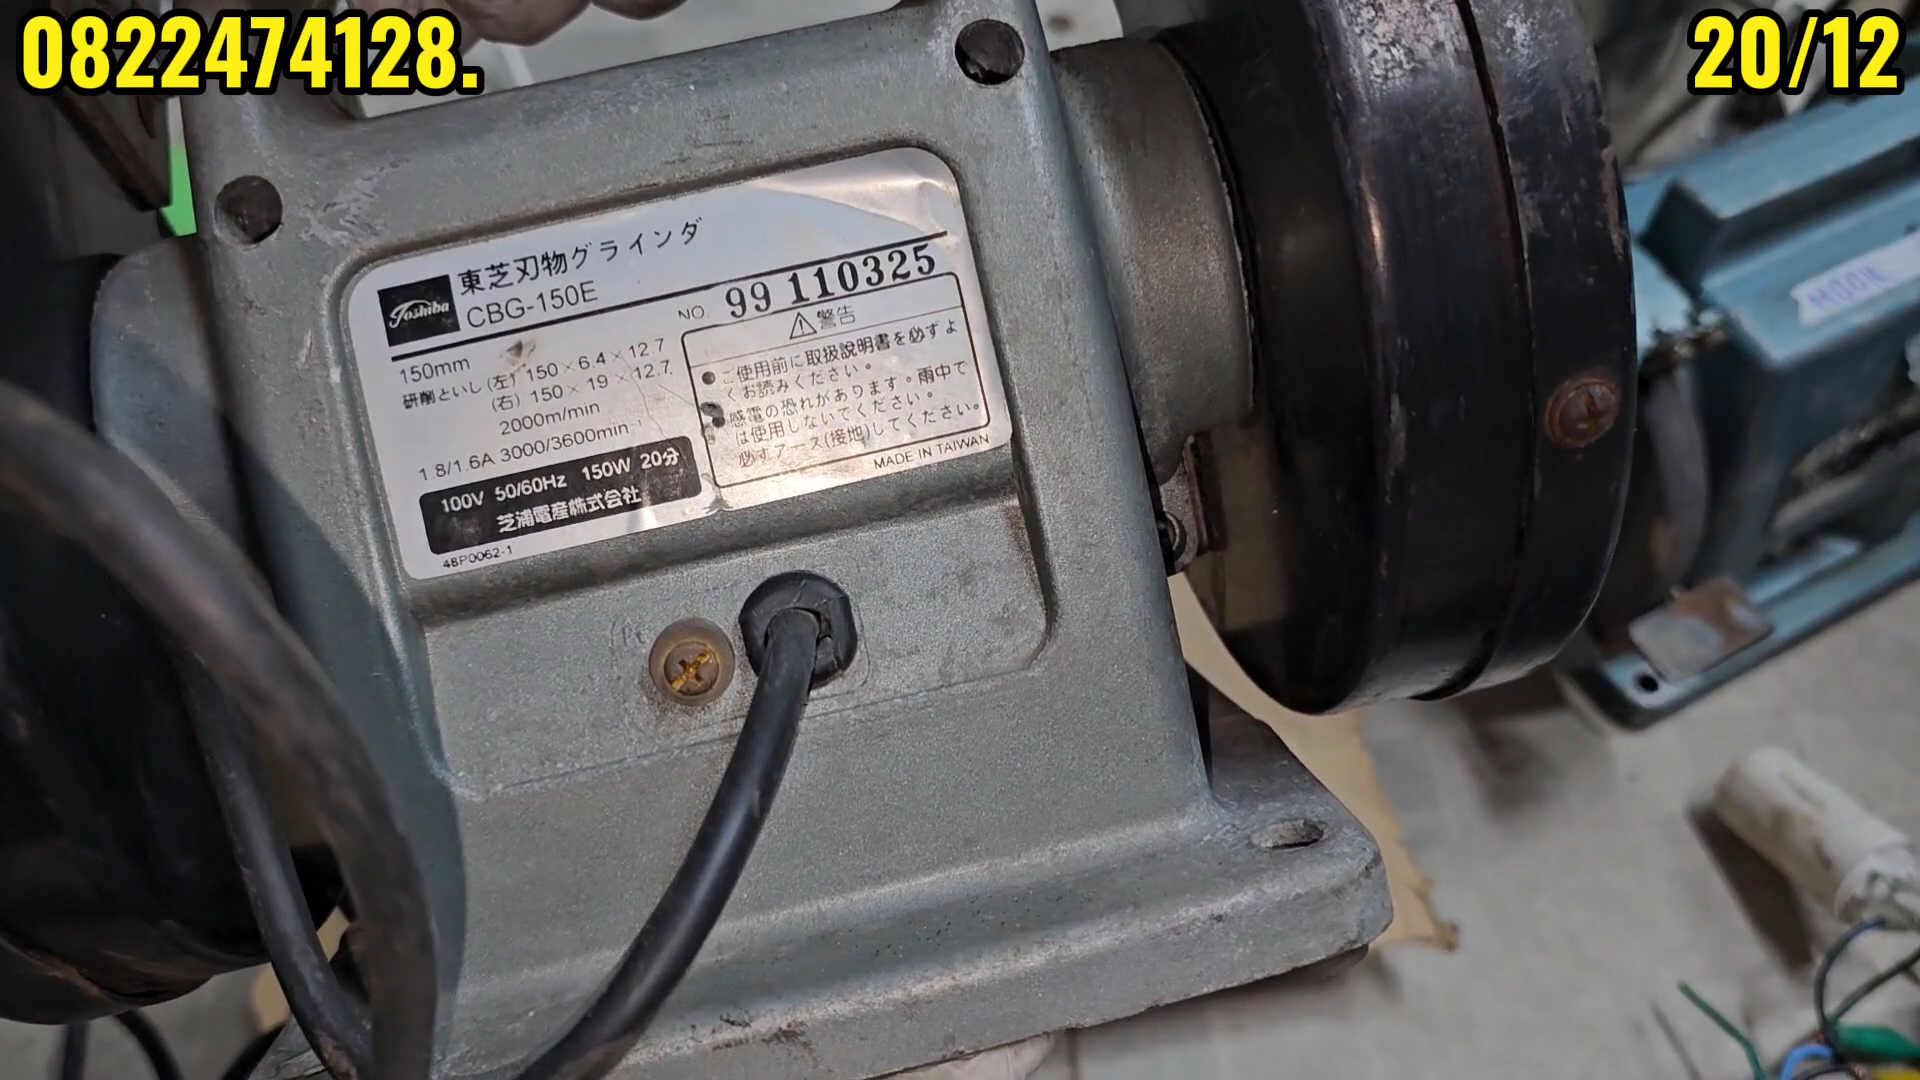 0822474128.
20/12
Toshiba
東芝刃物グラインダ
CBG-150E
NO. 99 110325
150mm
研削といし(左) 150×6.4×12.7
(右) 150×19×12.7
2000m/min
1.8/1.6A 3000/3600min⁻¹
100V 50/60Hz 150W 20分
芝浦電産株式会社
48P0062-1
⚠警告
●ご使用前に取扱説明書を必ずよ
くお読みください。
●感電の恐れがあります。雨中で
は使用しないでください。
必ずアース(接地)してください。
MADE IN TAIWAN